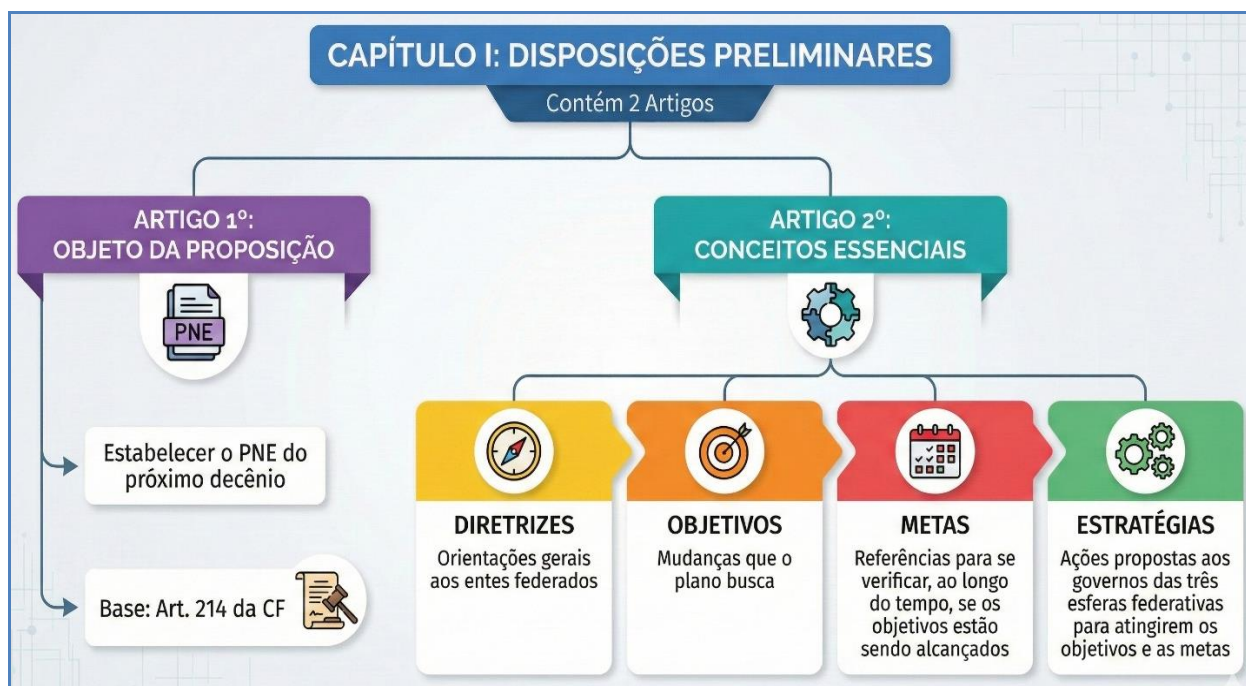 CAPÍTULO I: DISPOSIÇÕES PRELIMINARES
Contém 2 Artigos
ARTIGO 1º:
OBJETO DA PROPOSIÇÃO
PNE
Estabelecer o PNE do
próximo decênio
Base: Art. 214 da CF
ARTIGO 2º:
CONCEITOS ESSENCIAIS
DIRETRIZES
Orientações gerais
aos entes federados
OBJETIVOS
Mudanças que o
plano busca
METAS
Referências para se
verificar, ao longo
do tempo, se os
objetivos estão
sendo alcançados
ESTRATÉGIAS
Ações propostas aos
governos das três
esferas federativas
para atingirem os
objetivos e as metas